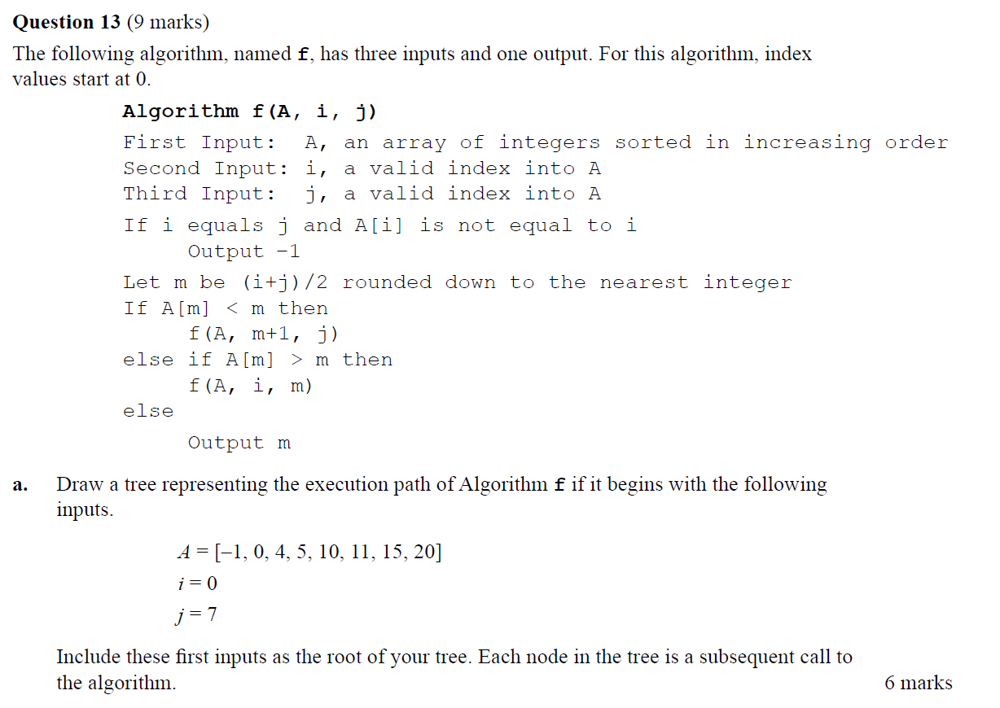 Question 13 (9 marks)
The following algorithm, named f, has three inputs and one output. For this algorithm, index
values start at 0.
Algorithm f(A, i, j)
First Input: A, an array of integers sorted in increasing order
Second Input: i, a valid index into A
Third Input: j, a valid index into A
If i equals j and A[i] is not equal to i
Output –1
Let m be (i+j)/2 rounded down to the nearest integer
If A[m] < m then
f(A, m+1, j)
else if A[m] > m then
f(A, i, m)
else
Output m
a. Draw a tree representing the execution path of Algorithm f if it begins with the following
inputs.
A = [–1, 0, 4, 5, 10, 11, 15, 20]
i = 0
j = 7
Include these first inputs as the root of your tree. Each node in the tree is a subsequent call to
the algorithm. 6 marks